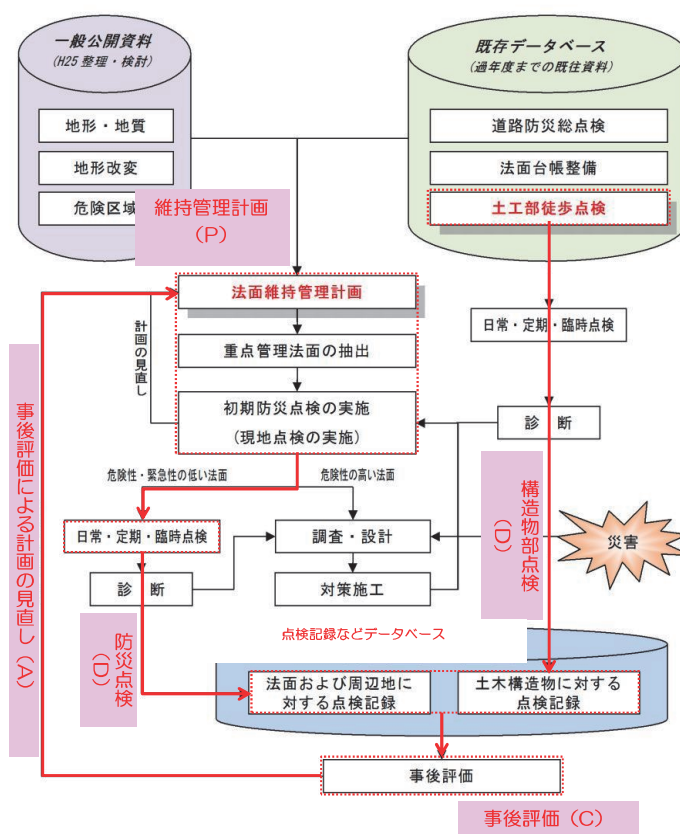 一般公開資料
(H25 整理・検討)
地形・地質
地形改変
危険区域
既存データベース
(過年度までの既往資料)
道路防災総点検
法面台帳整備
土工部徒歩点検
維持管理計画
(P)
法面維持管理計画
重点管理法面の抽出
初期防災点検の実施
(現地点検の実施)
計画の見直し
日常・定期・臨時点検
診 断
危険性・緊急性の低い法面
危険性の高い法面
日常・定期・臨時点検
診 断
調査・設計
対策施工
構造物部点検
(D)
災害
事後評価による計画の見直し(A)
防災点検
(D)
点検記録などデータベース
法面および周辺地に
対する点検記録
土木構造物に対する
点検記録
事後評価
事後評価(C)